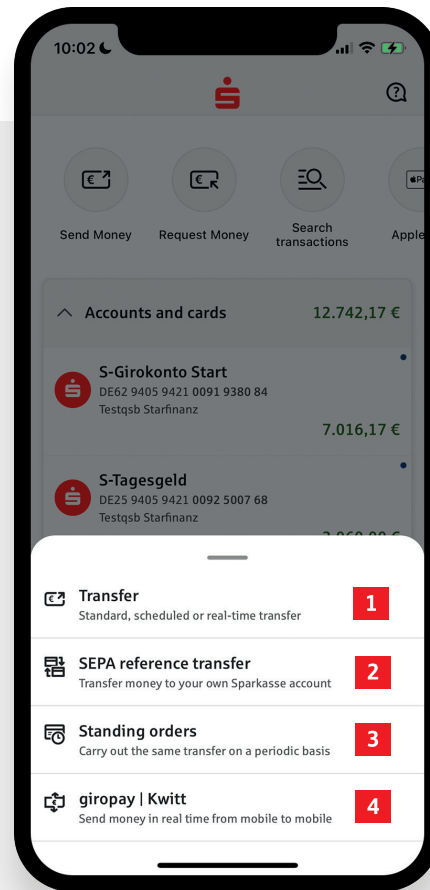 10:02
Send Money
Request Money
Search
transactions
Apple
Pa
Accounts and cards 12.742,17 €
S-Girokonto Start
DE62 9405 9421 0091 9380 84
Testqsb Starfinanz
7.016,17 €
S-Tagesgeld
DE25 9405 9421 0092 5007 68
Testqsb Starfinanz
Transfer
Standard, scheduled or real-time transfer
1
SEPA reference transfer
Transfer money to your own Sparkasse account
2
Standing orders
Carry out the same transfer on a periodic basis
3
giropay | Kwitt
Send money in real time from mobile to mobile
4